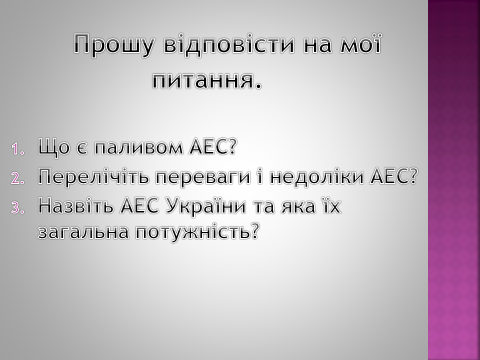 Прошу відповісти на мої
питання.
1. Що є паливом АЕС?
2. Перелічіть переваги і недоліки АЕС?
3. Назвіть АЕС України та яка їх
загальна потужність?